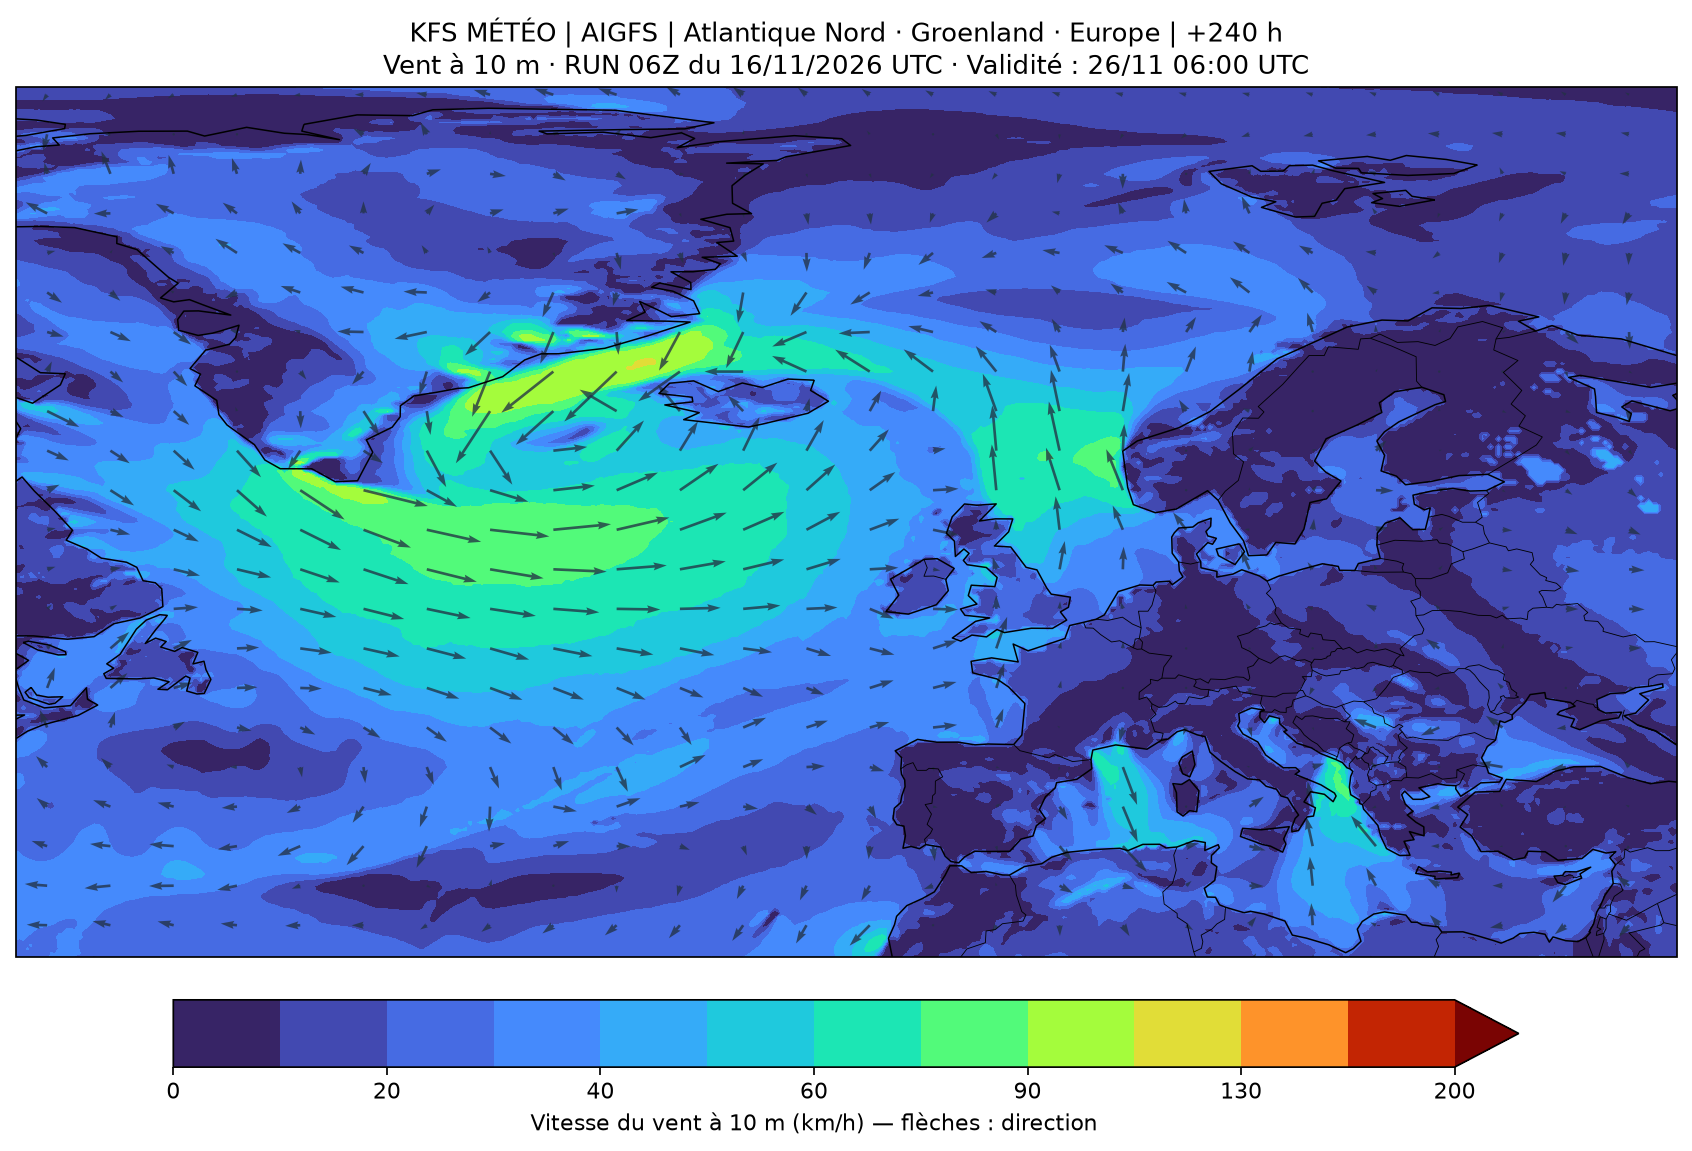 KFS MÉTÉO | AIGFS | Atlantique Nord · Groenland · Europe | +240 h
Vent à 10 m · RUN 06Z du 16/11/2026 UTC · Validité : 26/11 06:00 UTC
0 20 40 60 90 130 200
Vitesse du vent à 10 m (km/h) — flèches : direction